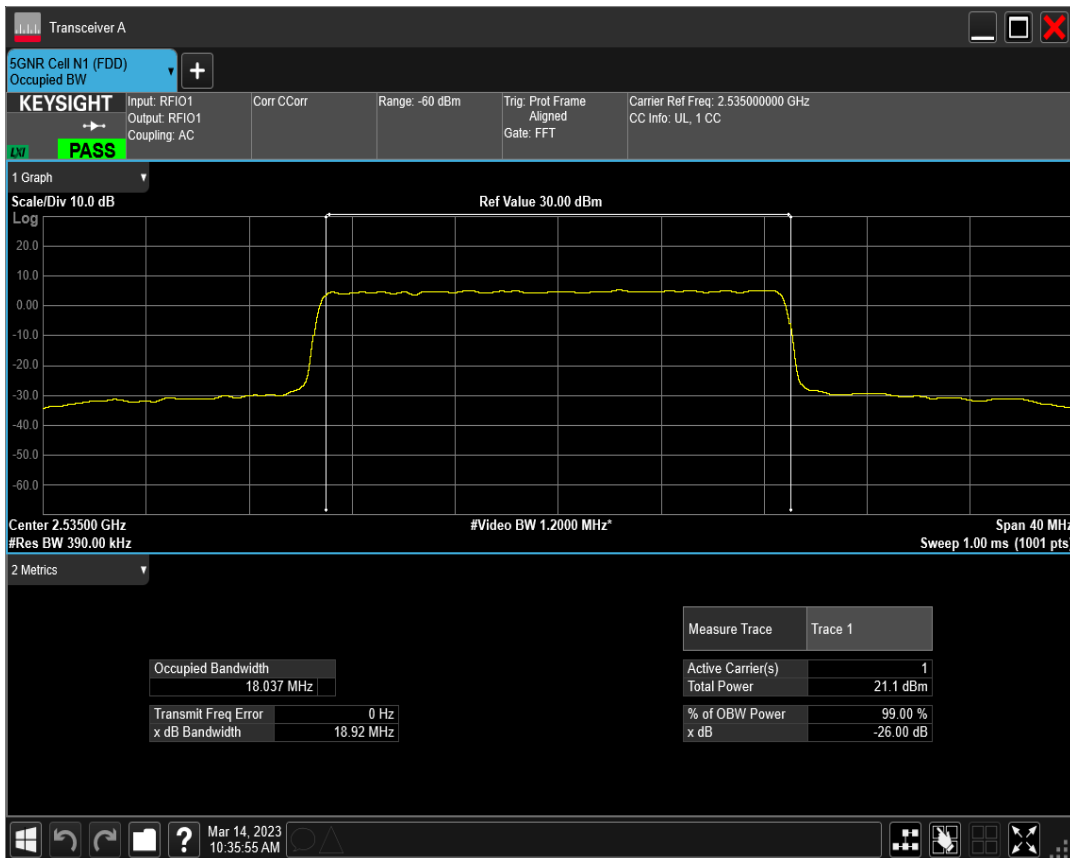 Transceiver A
5GNR Cell N1 (FDD)
Occupied BW
KEYSIGHT
LXI
PASS
Input: RFIO1
Output: RFIO1
Coupling: AC
Corr CCorr
Range: -60 dBm
Trig: Prot Frame
Aligned
Gate: FFT
Carrier Ref Freq: 2.535000000 GHz
CC Info: UL, 1 CC
1 Graph
Scale/Div 10.0 dB
Ref Value 30.00 dBm
Log
20.0
10.0
0.00
-10.0
-20.0
-30.0
-40.0
-50.0
-60.0
Center 2.53500 GHz
#Video BW 1.2000 MHz*
Span 40 MHz
#Res BW 390.00 kHz
Sweep 1.00 ms (1001 pts)
2 Metrics
Measure Trace Trace 1
Occupied Bandwidth
18.037 MHz
Active Carrier(s) 1
Total Power 21.1 dBm
Transmit Freq Error 0 Hz
x dB Bandwidth 18.92 MHz
% of OBW Power 99.00 %
x dB -26.00 dB
?
Mar 14, 2023
10:35:55 AM